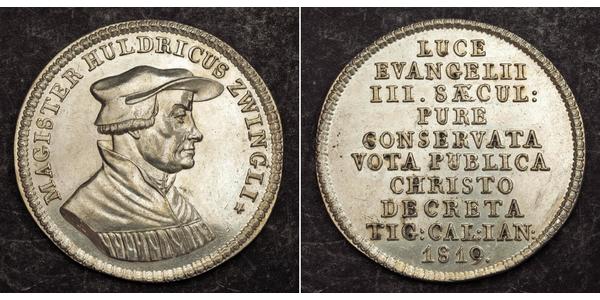 MAGISTER HULDRICUS ZWINGLI
LUCE
EVANGELII
III. SÆCUL:
PURE
CONSERVATA
VOTA PUBLICA
CHRISTO
DECRETA
TIG: CAL: IAN:
1819.